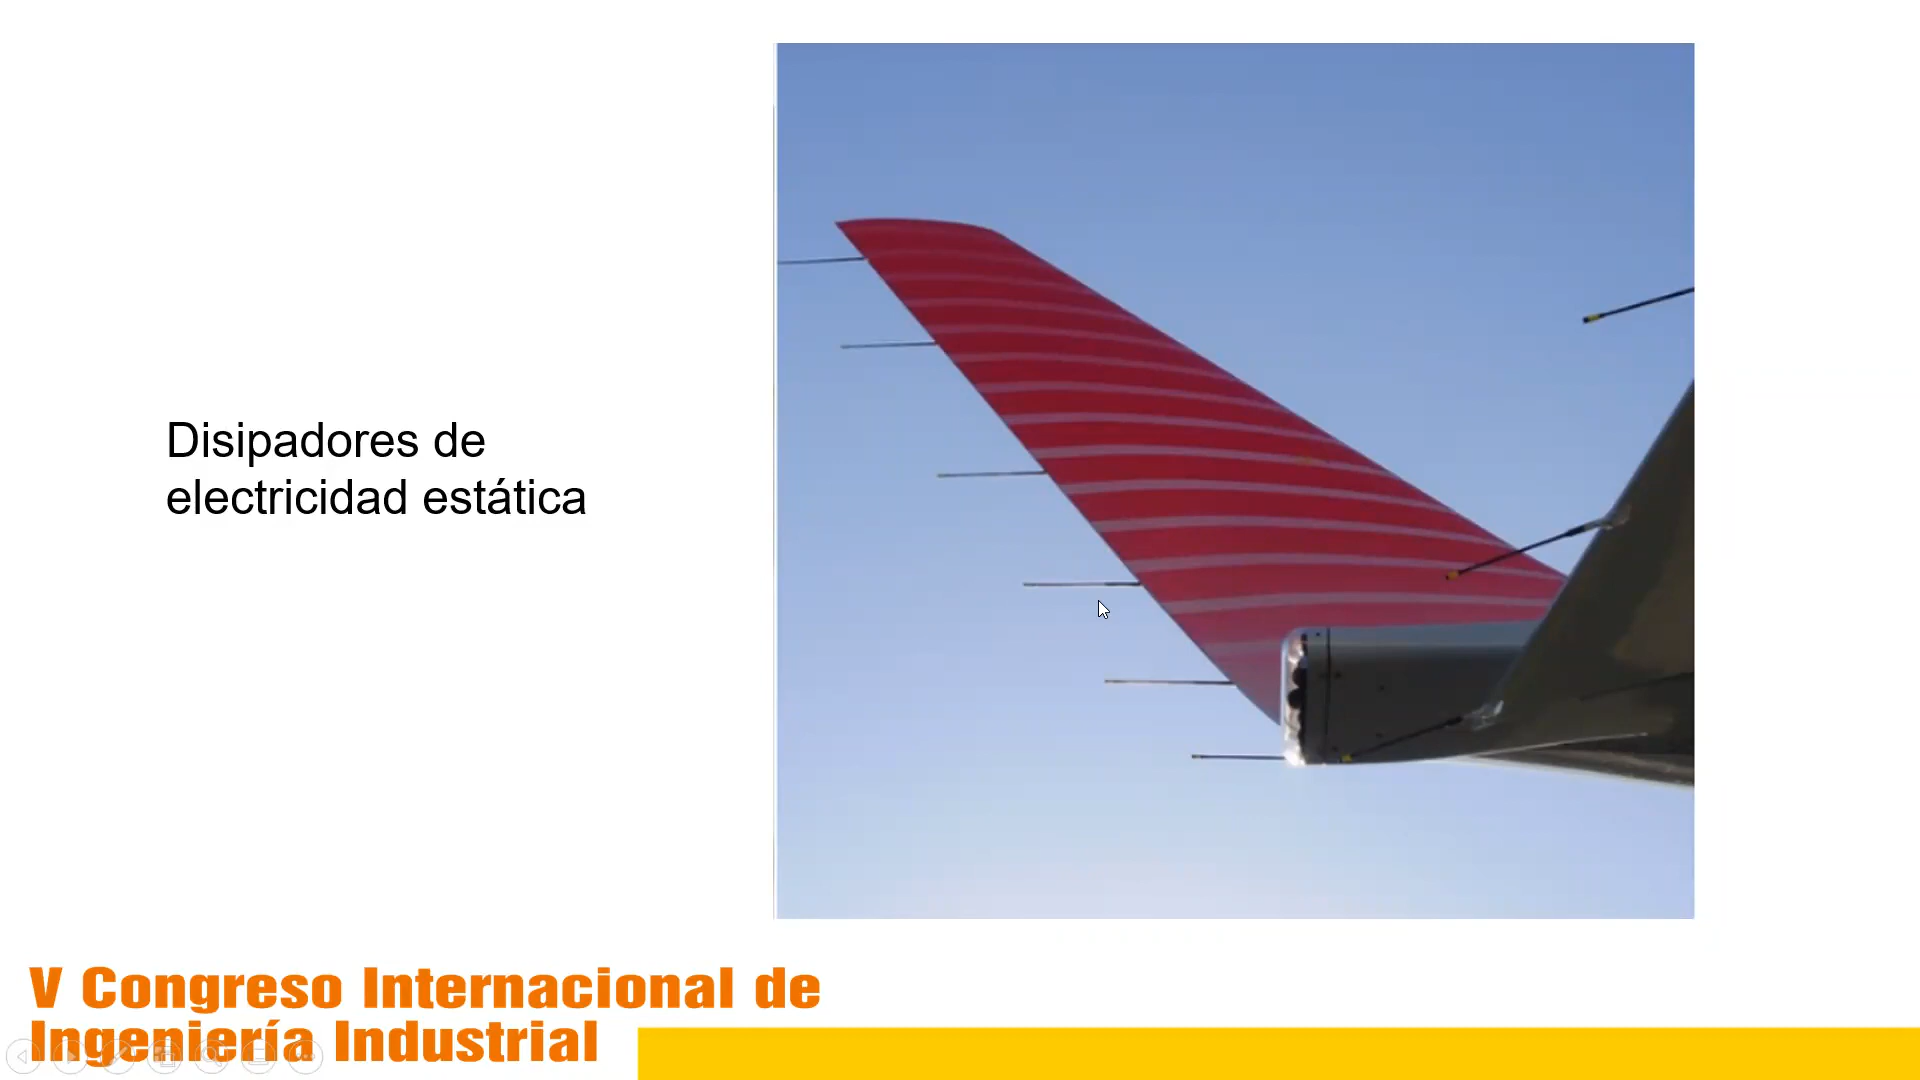 Disipadores de
electricidad estática
V Congreso Internacional de
Ingeniería Industrial